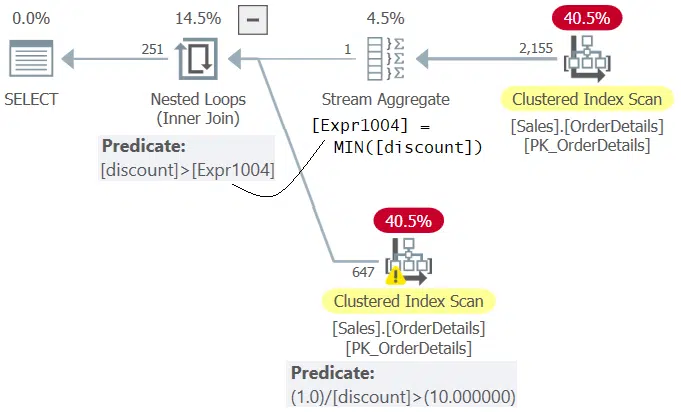 0.0%
14.5%
4.5%
40.5%
251
1
2,155
SELECT
Nested Loops
(Inner Join)
Stream Aggregate
Clustered Index Scan
[Sales].[OrderDetails]
[PK_OrderDetails]
[Expr1004] =
MIN([discount])
Predicate:
[discount]>[Expr1004]
40.5%
647
Clustered Index Scan
[Sales].[OrderDetails]
[PK_OrderDetails]
Predicate:
(1.0)/[discount]>(10.000000)